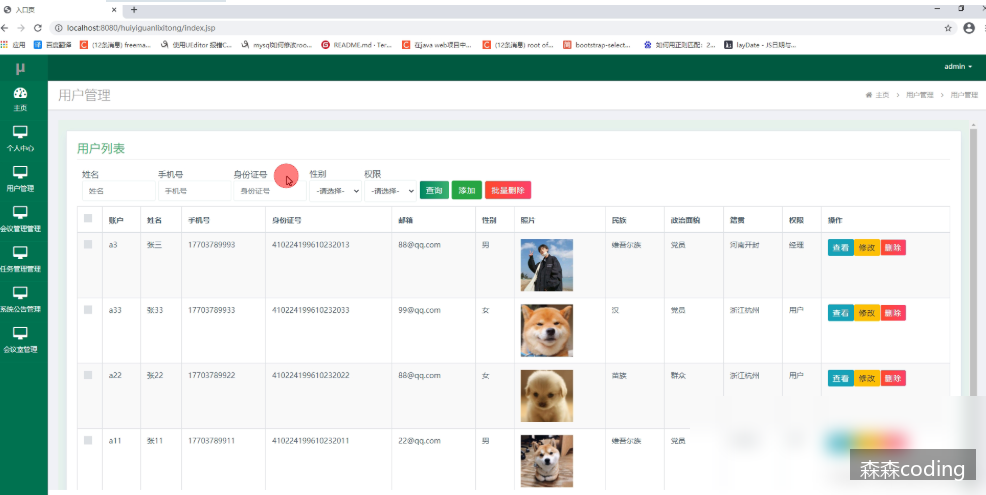 入口页
localhost:8080/huiyiguanlixitong/index.jsp
应用 百度翻译 (12条消息) freema... 使用UEditor 报错C... mysql如何修改roo... README.md · Ter... 在java web项目中... (12条消息) root of... bootstrap-select... 如何用正则匹配：2... layDate - JS日期与...
μ admin
用户管理 主页 > 用户管理 > 用户管理
主页
个人中心
用户管理
会议管理管理
任务管理管理
系统公告管理
会议室管理
用户列表
姓名 手机号 身份证号 性别 权限
姓名 手机号 身份证号 -请选择- -请选择- 查询 添加 批量删除
账户 姓名 手机号 身份证号 邮箱 性别 照片 民族 政治面貌 籍贯 权限 操作
a3 张三 17703789993 410224199610232013 88@qq.com 男 维吾尔族 党员 河南开封 经理 查看 修改 删除
a33 张33 17703789933 410224199610232033 99@qq.com 女 汉 党员 浙江杭州 用户 查看 修改 删除
a22 张22 17703789922 410224199610232022 88@qq.com 女 苗族 群众 浙江杭州 用户 查看 修改 删除
a11 张11 17703789911 410224199610232011 22@qq.com 男 维吾尔族 党员
森森coding